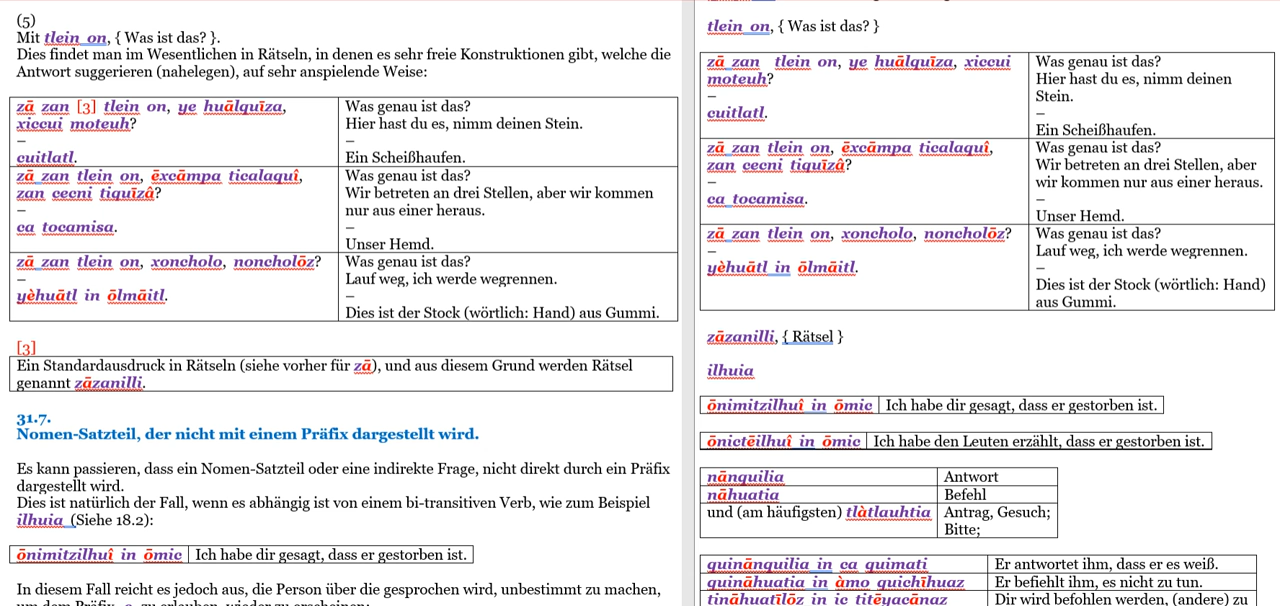 (5)
Mit tlein on, { Was ist das? }.
Dies findet man im Wesentlichen in Rätseln, in denen es sehr freie Konstruktionen gibt, welche die
Antwort suggerieren (nahelegen), auf sehr anspielende Weise:
zā zan [3] tlein on, ye huālquīza,
xiccui moteuh?
–
cuitlatl.
Was genau ist das?
Hier hast du es, nimm deinen Stein.
–
Ein Scheißhaufen.
zā zan tlein on, ēxcāmpa ticalaquî,
zan cecni tiquīzâ?
–
ca tocamisa.
Was genau ist das?
Wir betreten an drei Stellen, aber wir kommen
nur aus einer heraus.
–
Unser Hemd.
zā zan tlein on, xoncholo, noncholōz?
–
yèhuātl in ōlmāitl.
Was genau ist das?
Lauf weg, ich werde wegrennen.
–
Dies ist der Stock (wörtlich: Hand) aus Gummi.
[3]
Ein Standardausdruck in Rätseln (siehe vorher für zā), und aus diesem Grund werden Rätsel
genannt zāzanilli.
31.7.
Nomen-Satzteil, der nicht mit einem Präfix dargestellt wird.
Es kann passieren, dass ein Nomen-Satzteil oder eine indirekte Frage, nicht direkt durch ein Präfix
dargestellt wird.
Dies ist natürlich der Fall, wenn es abhängig ist von einem bi-transitiven Verb, wie zum Beispiel
ilhuia (Siehe 18.2):
ōnimitzilhuî in ōmic Ich habe dir gesagt, dass er gestorben ist.
In diesem Fall reicht es jedoch aus, die Person über die gesprochen wird, unbestimmt zu machen,
tlein on, { Was ist das? }
zā zan tlein on, ye huālquīza, xiccui
moteuh?
–
cuitlatl.
Was genau ist das?
Hier hast du es, nimm deinen
Stein.
–
Ein Scheißhaufen.
zā zan tlein on, ēxcāmpa ticalaquî,
zan cecni tiquīzâ?
–
ca tocamisa.
Was genau ist das?
Wir betreten an drei Stellen, aber
wir kommen nur aus einer heraus.
–
Unser Hemd.
zā zan tlein on, xoncholo, noncholōz?
–
yèhuātl in ōlmāitl.
Was genau ist das?
Lauf weg, ich werde wegrennen.
–
Dies ist der Stock (wörtlich: Hand)
aus Gummi.
zāzanilli, { Rätsel }
ilhuia
ōnimitzilhuî in ōmic Ich habe dir gesagt, dass er gestorben ist.
ōnictēilhuî in ōmic Ich habe den Leuten erzählt, dass er gestorben ist.
nānquilia Antwort
nāhuatia Befehl
und (am häufigsten) tlàtlauhtia Antrag, Gesuch;
Bitte;
quinānquilia in ca quimati Er antwortet ihm, dass er es weiß.
quināhuatia in àmo quichīhuaz Er befiehlt ihm, es nicht zu tun.
tināhuatīlōz in ic titēyacānaz Dir wird befohlen werden, (andere) zu